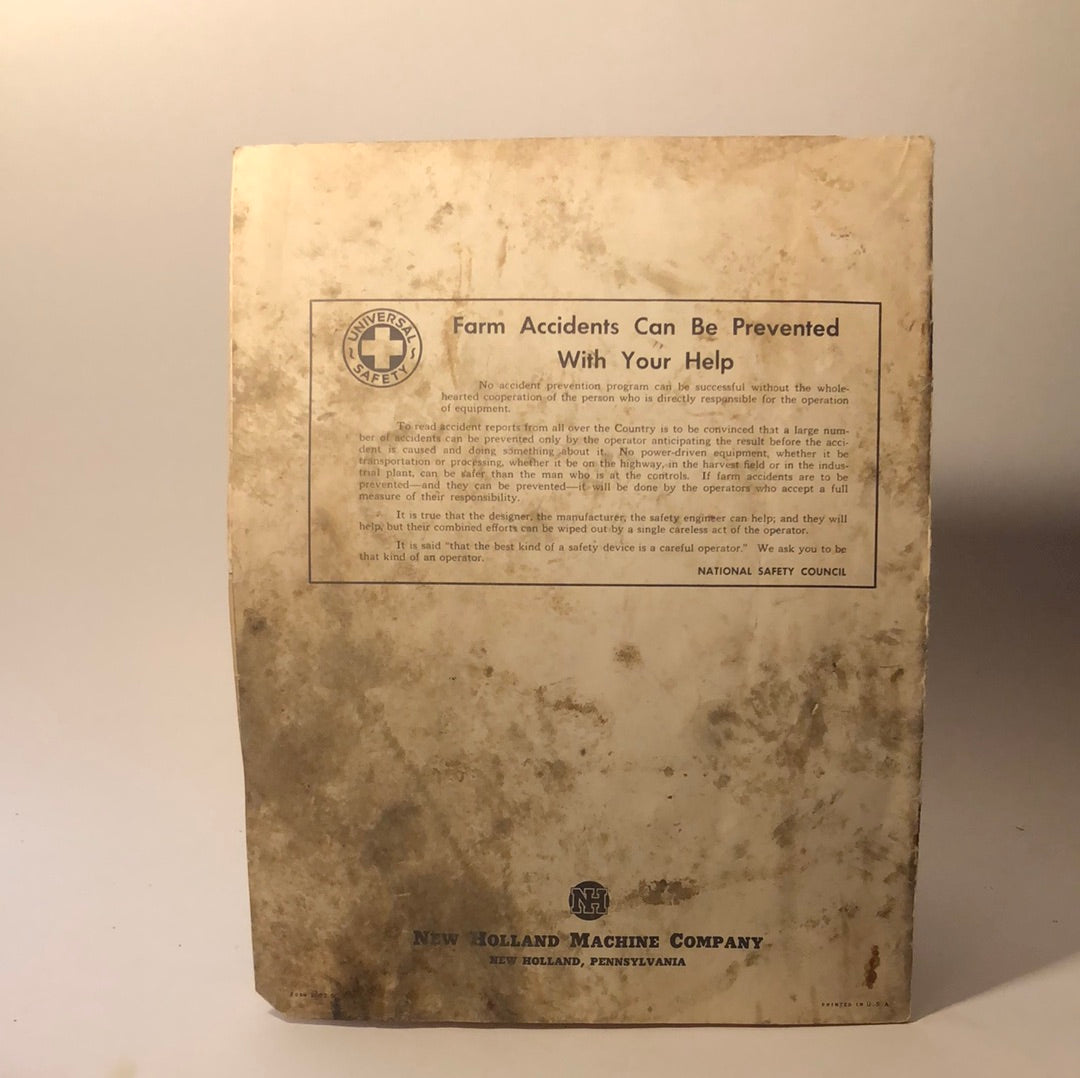 UNIVERSAL
SAFETY
Farm Accidents Can Be Prevented
With Your Help
No accident prevention program can be successful without the whole-
hearted cooperation of the person who is directly responsible for the operation
of equipment.
To read accident reports from all over the Country is to be convinced that a large num-
ber of accidents can be prevented only by the operator anticipating the result before the acci-
dent is caused and doing something about it. No power-driven equipment, whether it be
transportation or processing, whether it be on the highway, in the harvest field or in the indus-
trial plant, can be safer than the man who is at the controls. If farm accidents are to be
prevented—and they can be prevented—it will be done by the operators who accept a full
measure of their responsibility.
It is true that the designer, the manufacturer, the safety engineer can help; and they will
help, but their combined efforts can be wiped out by a single careless act of the operator.
It is said "that the best kind of a safety device is a careful operator." We ask you to be
that kind of an operator.
NATIONAL SAFETY COUNCIL
NH
NEW HOLLAND MACHINE COMPANY
NEW HOLLAND, PENNSYLVANIA
FORM
PRINTED IN U.S.A.